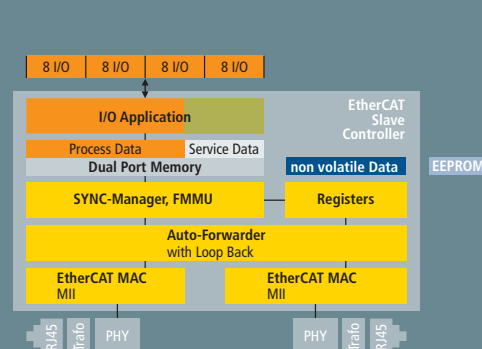 8 I/O 8 I/O 8 I/O 8 I/O
I/O Application
EtherCAT
Slave
Controller
Process Data Service Data
Dual Port Memory
non volatile Data
EEPROM
SYNC-Manager, FMMU
Registers
Auto-Forwarder
with Loop Back
EtherCAT MAC
MII
EtherCAT MAC
MII
RJ45
Trafo
PHY
PHY
Trafo
RJ45